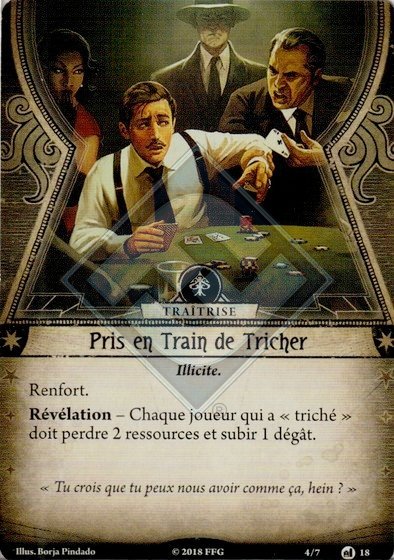 TRAÎTRISE
Pris en Train de Tricher
Illicite.
Renfort.
Révélation – Chaque joueur qui a « triché »
doit perdre 2 ressources et subir 1 dégât.
« Tu crois que tu peux nous avoir comme ça, hein ? »
Illus. Borja Pindado © 2018 FFG 4/7 18